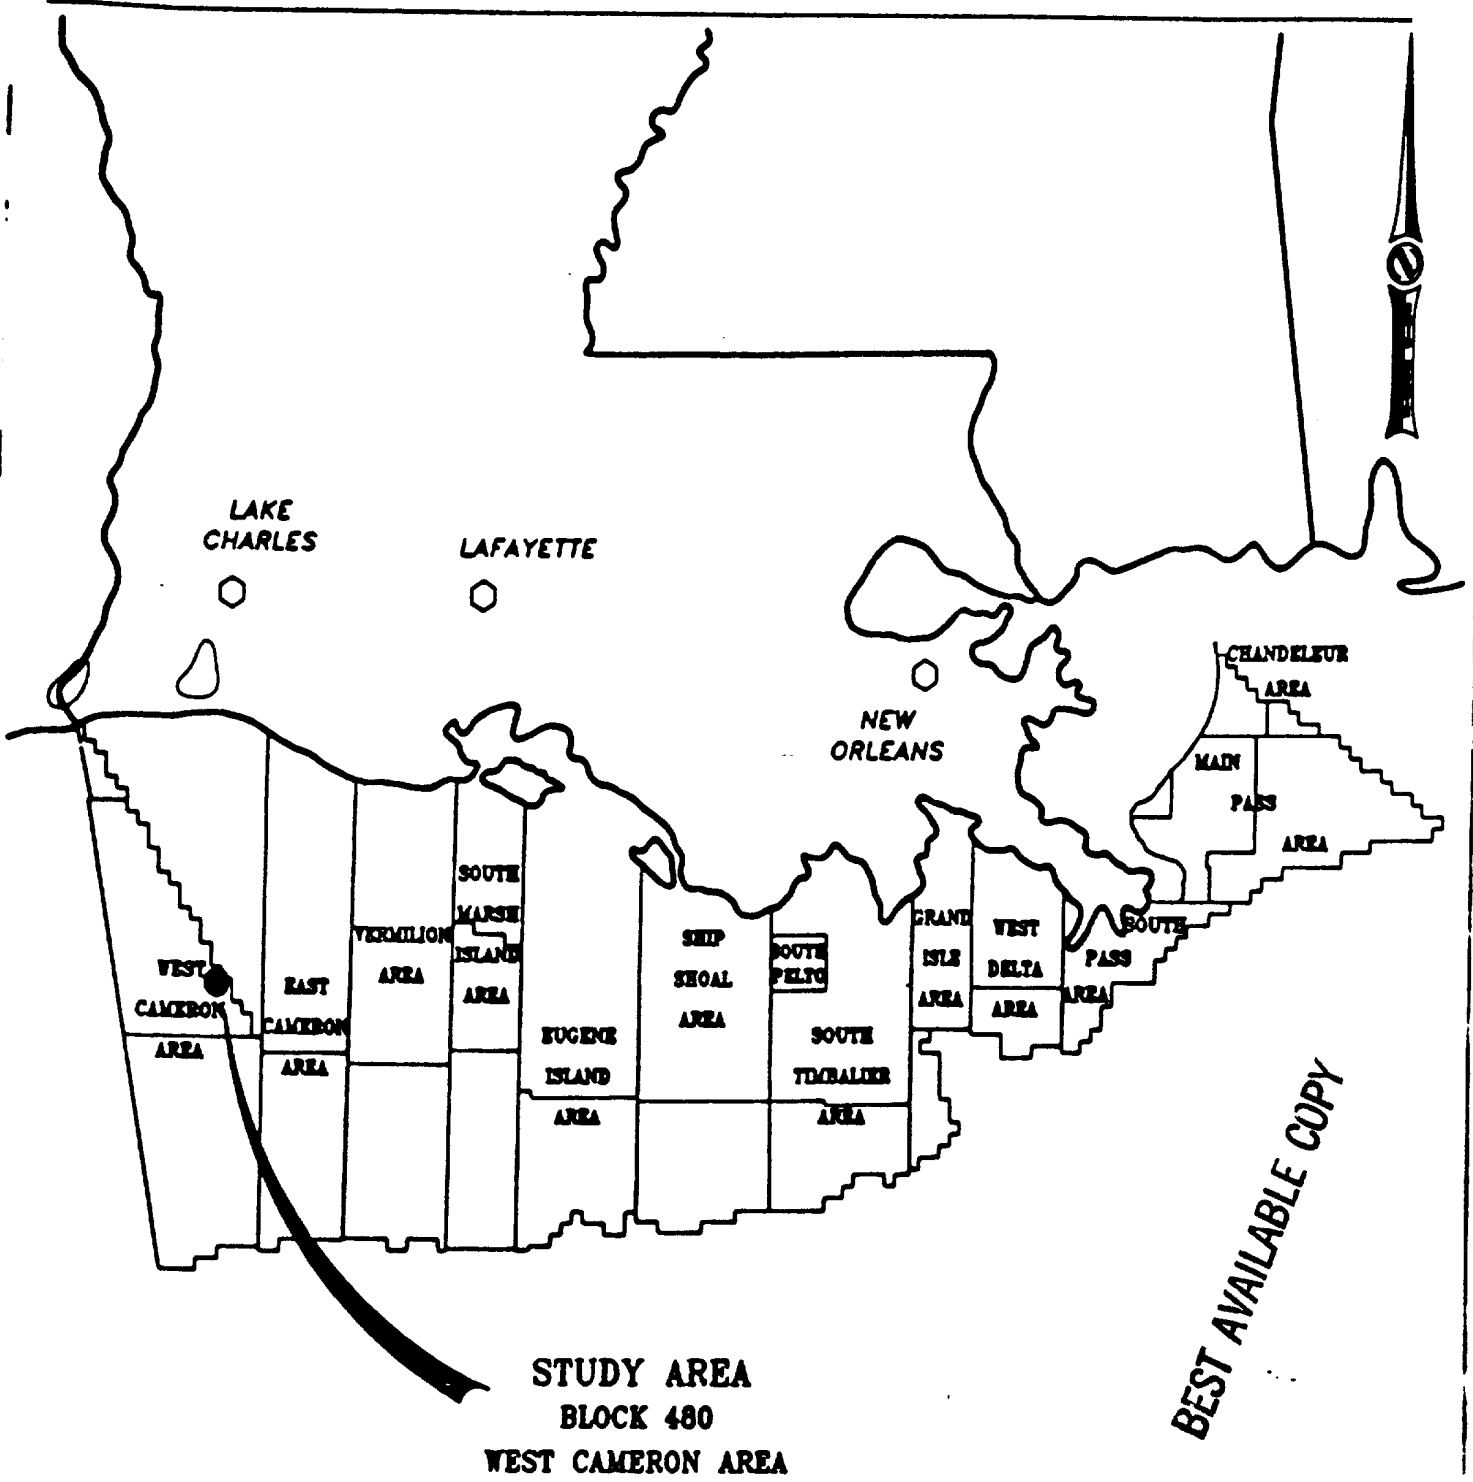 LAKE
CHARLES
LAFAYETTE
NEW
ORLEANS
CHANDELEUR
AREA
MAIN
PASS
AREA
SOUTH
MARSH
ISLAND
AREA
VERMILION
AREA
WEST
CAMERON
AREA
EAST
CAMERON
AREA
EUGENE
ISLAND
AREA
SHIP
SHOAL
AREA
SOUTH
PELTO
SOUTH
TIMBALIER
AREA
GRAND
ISLE
AREA
WEST
DELTA
AREA
SOUTH
PASS
AREA
BEST AVAILABLE COPY
STUDY AREA
BLOCK 480
WEST CAMERON AREA